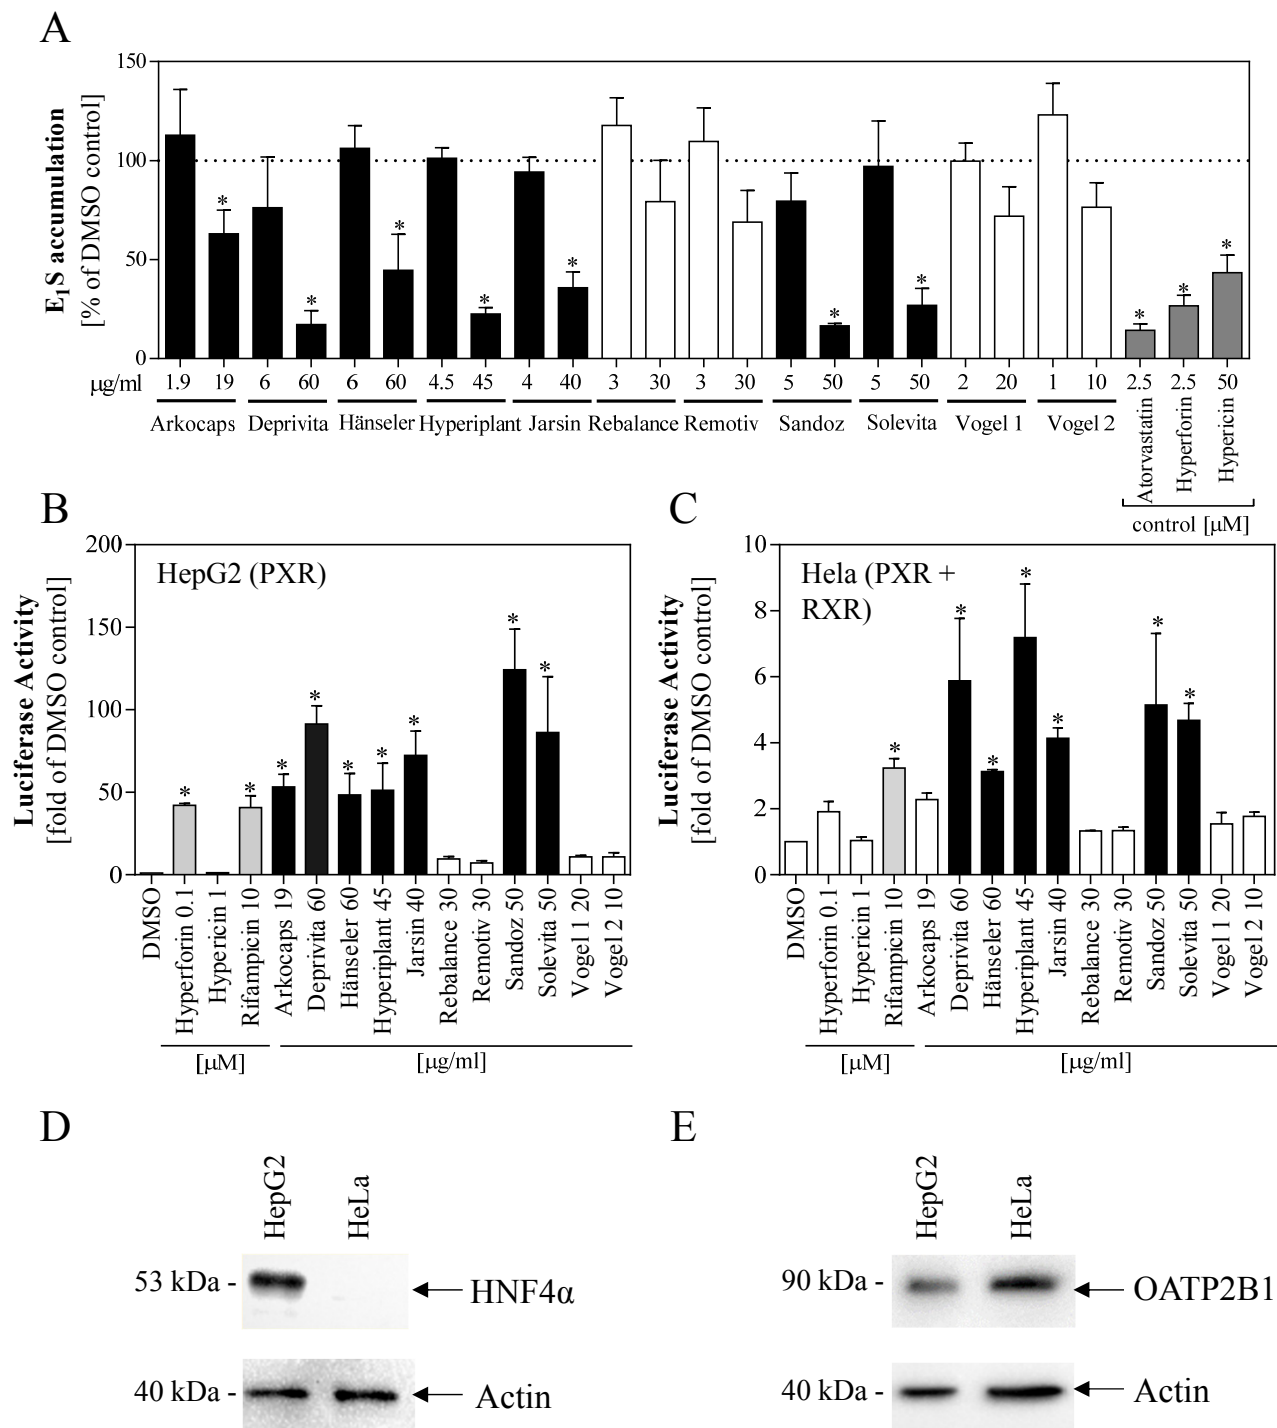 A
E1S accumulation
[% of DMSO control]
150
100
50
0
* * * * * * * * * *
μg/ml 1.9 19 6 60 6 60 4.5 45 4 40 3 30 3 30 5 50 5 50 2 20 1 10 2.5 2.5 50
Arkocaps Deprivita Hänseler Hyperiplant Jarsin Rebalance Remotiv Sandoz Solevita Vogel 1 Vogel 2
Atorvastatin
Hyperforin
Hypericin
control [μM]
B
Luciferase Activity
[fold of DMSO control]
HepG2 (PXR)
200
150
100
50
0
* * * * * * * * *
DMSO
Hyperforin 0.1
Hypericin 1
Rifampicin 10
Arkocaps 19
Deprivita 60
Hänseler 60
Hyperiplant 45
Jarsin 40
Rebalance 30
Remotiv 30
Sandoz 50
Solevita 50
Vogel 1 20
Vogel 2 10
[μM] [μg/ml]
C
Luciferase Activity
[fold of DMSO control]
Hela (PXR +
RXR)
10
8
6
4
2
0
* * * * * * *
DMSO
Hyperforin 0.1
Hypericin 1
Rifampicin 10
Arkocaps 19
Deprivita 60
Hänseler 60
Hyperiplant 45
Jarsin 40
Rebalance 30
Remotiv 30
Sandoz 50
Solevita 50
Vogel 1 20
Vogel 2 10
[μM] [μg/ml]
D
HepG2
HeLa
53 kDa - HNF4α
40 kDa - Actin
E
HepG2
HeLa
90 kDa - OATP2B1
40 kDa - Actin